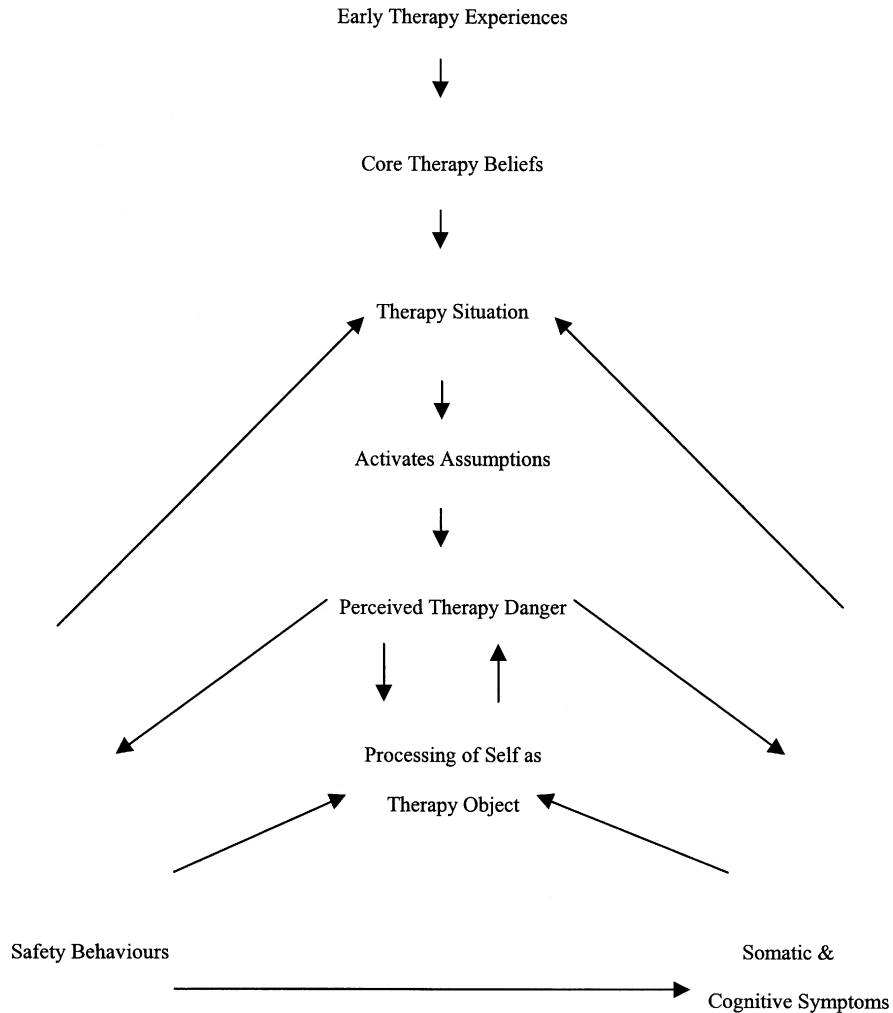 Early Therapy Experiences
Core Therapy Beliefs
Therapy Situation
Activates Assumptions
Perceived Therapy Danger
Processing of Self as
Therapy Object
Safety Behaviours
Somatic &
Cognitive Symptoms